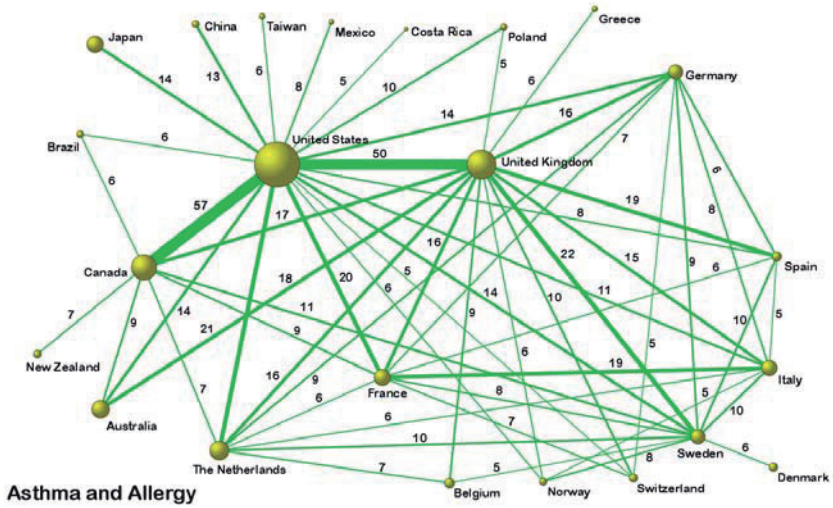 China
Taiwan
Mexico
Costa Rica
Poland
Greece
Japan
14
13
6
8
5
10
5
6
Germany
14
16
7
Brazil
6
United States
50
United Kingdom
6
57
17
8
19
6
8
Canada
16
22
15
6
9
Spain
18
20
6
5
14
10
11
7
9
14
21
11
9
9
6
5
10
5
New Zealand
16
9
19
Italy
7
6
France
8
7
5
10
Australia
6
10
Sweden
The Netherlands
7
5
8
6
Belgium
Norway
Switzerland
Denmark
Asthma and Allergy